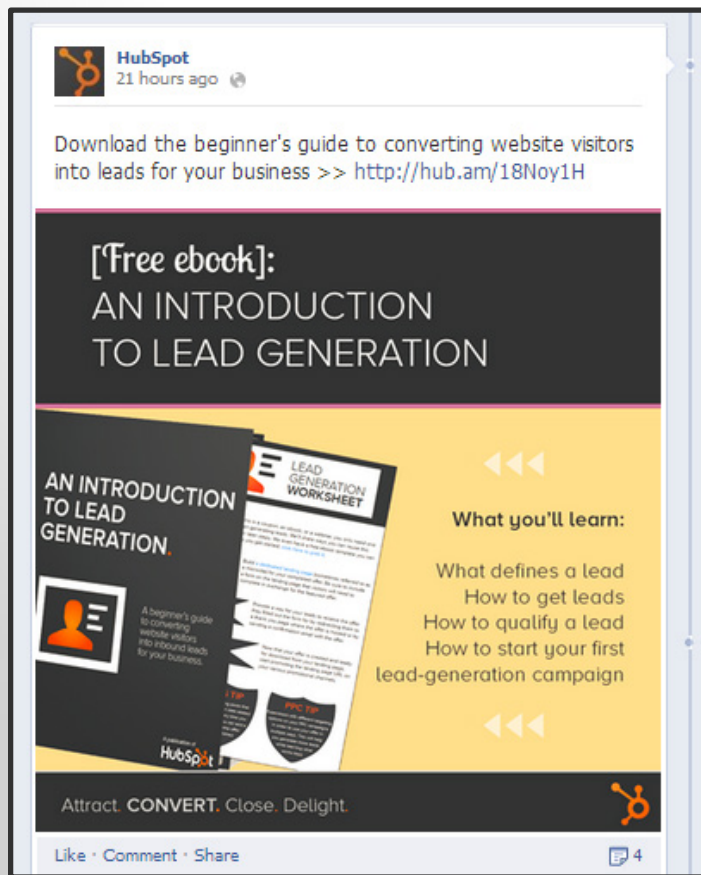 HubSpot
21 hours ago
Download the beginner's guide to converting website visitors
into leads for your business >> http://hub.am/18Noy1H
[Free ebook]:
AN INTRODUCTION
TO LEAD GENERATION
AN INTRODUCTION
TO LEAD
GENERATION.
A beginner's guide
to converting
website visitors
into inbound leads
for your business.
A publication of
HubSpot
LEAD
GENERATION
WORKSHEET
TIP
PPC TIP
What you'll learn:
What defines a lead
How to get leads
How to qualify a lead
How to start your first
lead-generation campaign
Attract. CONVERT. Close. Delight.
Like · Comment · Share
4